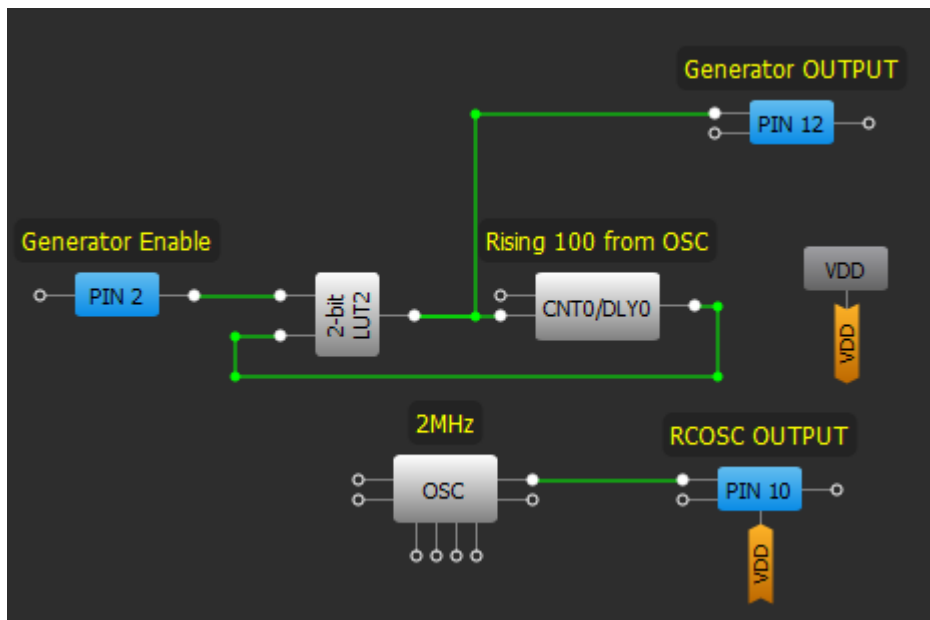 Generator OUTPUT
PIN 12
Generator Enable
Rising 100 from OSC
PIN 2
2-bit
LUT2
CNT0/DLY0
VDD
VDD
2MHz
RCOSC OUTPUT
OSC
PIN 10
VDD